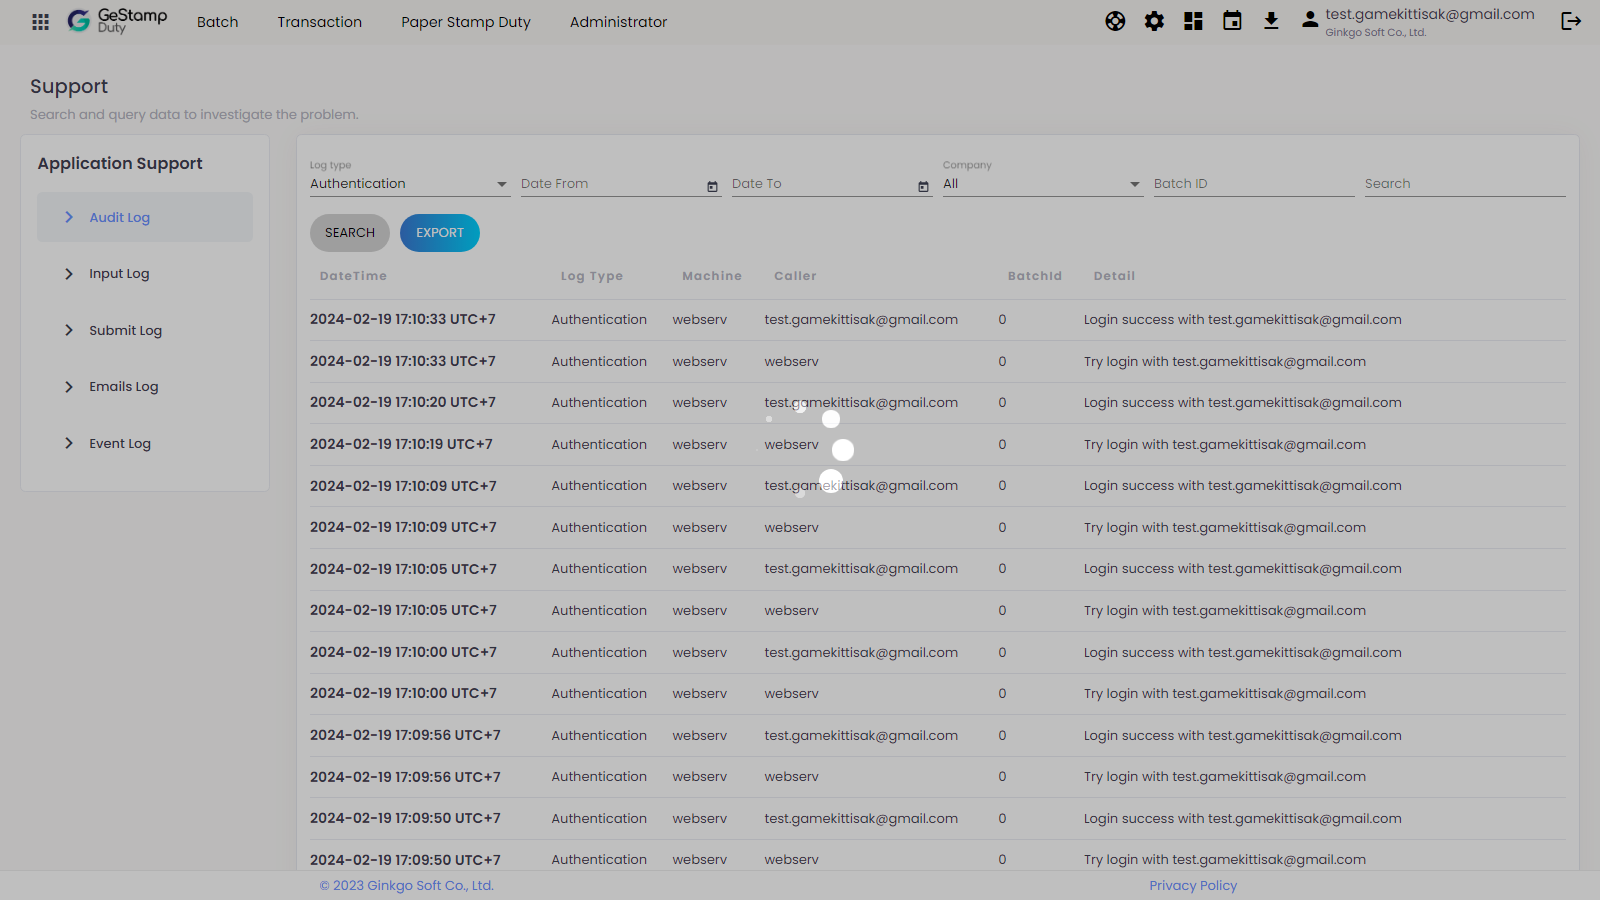 GeStamp
Duty
Batch
Transaction
Paper Stamp Duty
Administrator
test.gamekittisak@gmail.com
Ginkgo Soft Co., Ltd.
Support
Search and query data to investigate the problem.
Application Support
Audit Log
Input Log
Submit Log
Emails Log
Event Log
Log type
Authentication
Date From
Date To
Company
All
Batch ID
Search
SEARCH
EXPORT
DateTime Log Type Machine Caller BatchId Detail
2024-02-19 17:10:33 UTC+7 Authentication webserv test.gamekittisak@gmail.com 0 Login success with test.gamekittisak@gmail.com
2024-02-19 17:10:33 UTC+7 Authentication webserv webserv 0 Try login with test.gamekittisak@gmail.com
2024-02-19 17:10:20 UTC+7 Authentication webserv test.gamekittisak@gmail.com 0 Login success with test.gamekittisak@gmail.com
2024-02-19 17:10:19 UTC+7 Authentication webserv webserv 0 Try login with test.gamekittisak@gmail.com
2024-02-19 17:10:09 UTC+7 Authentication webserv test.gamekittisak@gmail.com 0 Login success with test.gamekittisak@gmail.com
2024-02-19 17:10:09 UTC+7 Authentication webserv webserv 0 Try login with test.gamekittisak@gmail.com
2024-02-19 17:10:05 UTC+7 Authentication webserv test.gamekittisak@gmail.com 0 Login success with test.gamekittisak@gmail.com
2024-02-19 17:10:05 UTC+7 Authentication webserv webserv 0 Try login with test.gamekittisak@gmail.com
2024-02-19 17:10:00 UTC+7 Authentication webserv test.gamekittisak@gmail.com 0 Login success with test.gamekittisak@gmail.com
2024-02-19 17:10:00 UTC+7 Authentication webserv webserv 0 Try login with test.gamekittisak@gmail.com
2024-02-19 17:09:56 UTC+7 Authentication webserv test.gamekittisak@gmail.com 0 Login success with test.gamekittisak@gmail.com
2024-02-19 17:09:56 UTC+7 Authentication webserv webserv 0 Try login with test.gamekittisak@gmail.com
2024-02-19 17:09:50 UTC+7 Authentication webserv test.gamekittisak@gmail.com 0 Login success with test.gamekittisak@gmail.com
2024-02-19 17:09:50 UTC+7 Authentication webserv webserv 0 Try login with test.gamekittisak@gmail.com
© 2023 Ginkgo Soft Co., Ltd.
Privacy Policy